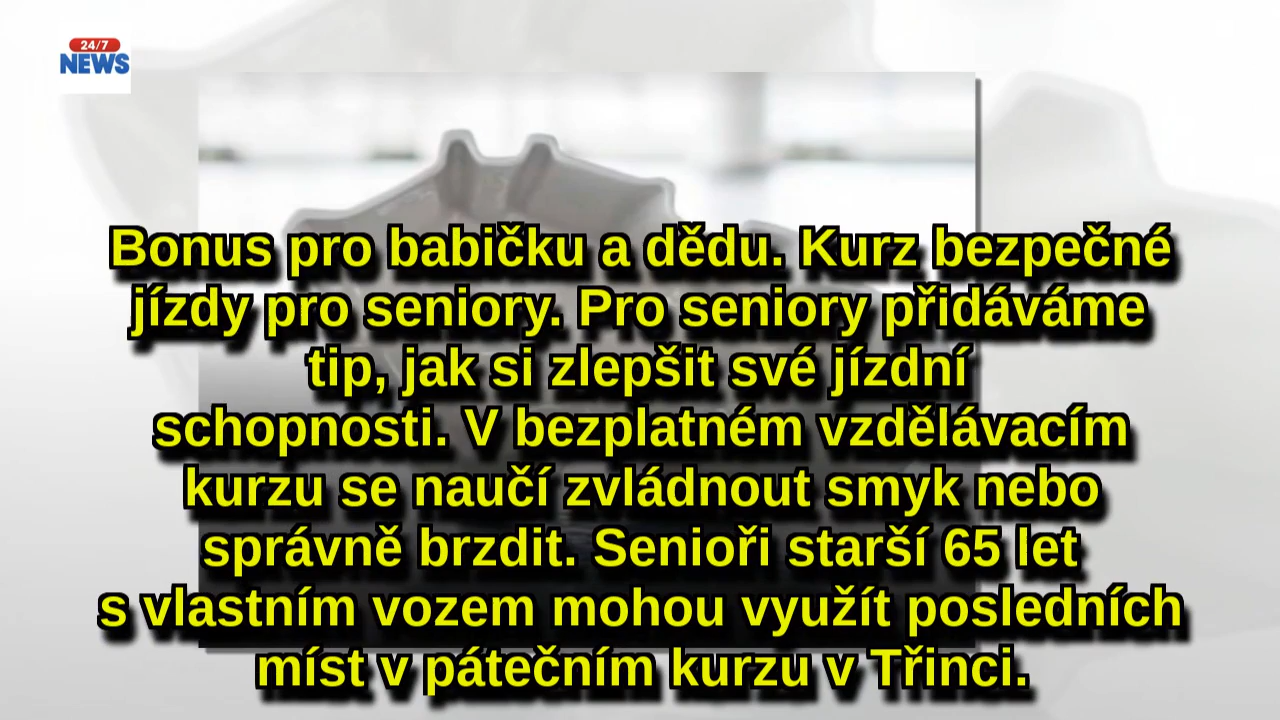 24/7
NEWS
Bonus pro babičku a dědu. Kurz bezpečné
jízdy pro seniory. Pro seniory přidáváme
tip, jak si zlepšit své jízdní
schopnosti. V bezplatném vzdělávacím
kurzu se naučí zvládnout smyk nebo
správně brzdit. Senioři starší 65 let
s vlastním vozem mohou využít posledních
míst v pátečním kurzu v Třinci.